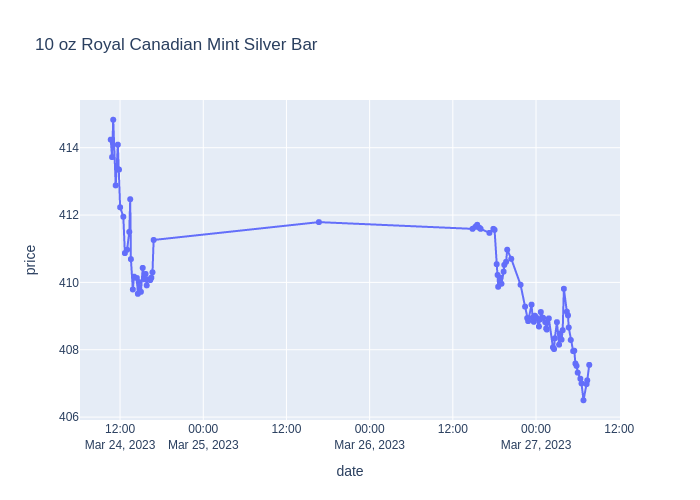 10 oz Royal Canadian Mint Silver Bar
price
414
412
410
408
406
12:00 00:00 12:00 00:00 12:00 00:00 12:00
Mar 24, 2023 Mar 25, 2023 Mar 26, 2023 Mar 27, 2023
date